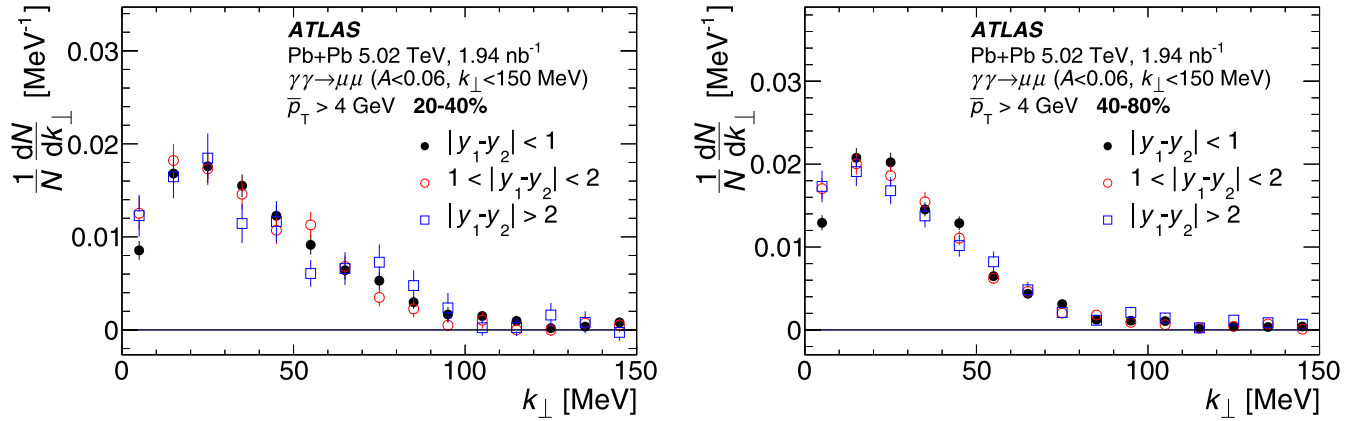 ATLAS
Pb+Pb 5.02 TeV, 1.94 nb⁻¹
γγ→μμ (A<0.06, k⊥<150 MeV)
p̅_T > 4 GeV 20-40%
|y₁-y₂| < 1
1 < |y₁-y₂| < 2
|y₁-y₂| > 2
1/N dN/dk⊥ [MeV⁻¹]
0.03
0.02
0.01
0
0 50 100 150
k⊥ [MeV]
ATLAS
Pb+Pb 5.02 TeV, 1.94 nb⁻¹
γγ→μμ (A<0.06, k⊥<150 MeV)
p̅_T > 4 GeV 40-80%
|y₁-y₂| < 1
1 < |y₁-y₂| < 2
|y₁-y₂| > 2
1/N dN/dk⊥ [MeV⁻¹]
0.03
0.02
0.01
0
0 50 100 150
k⊥ [MeV]